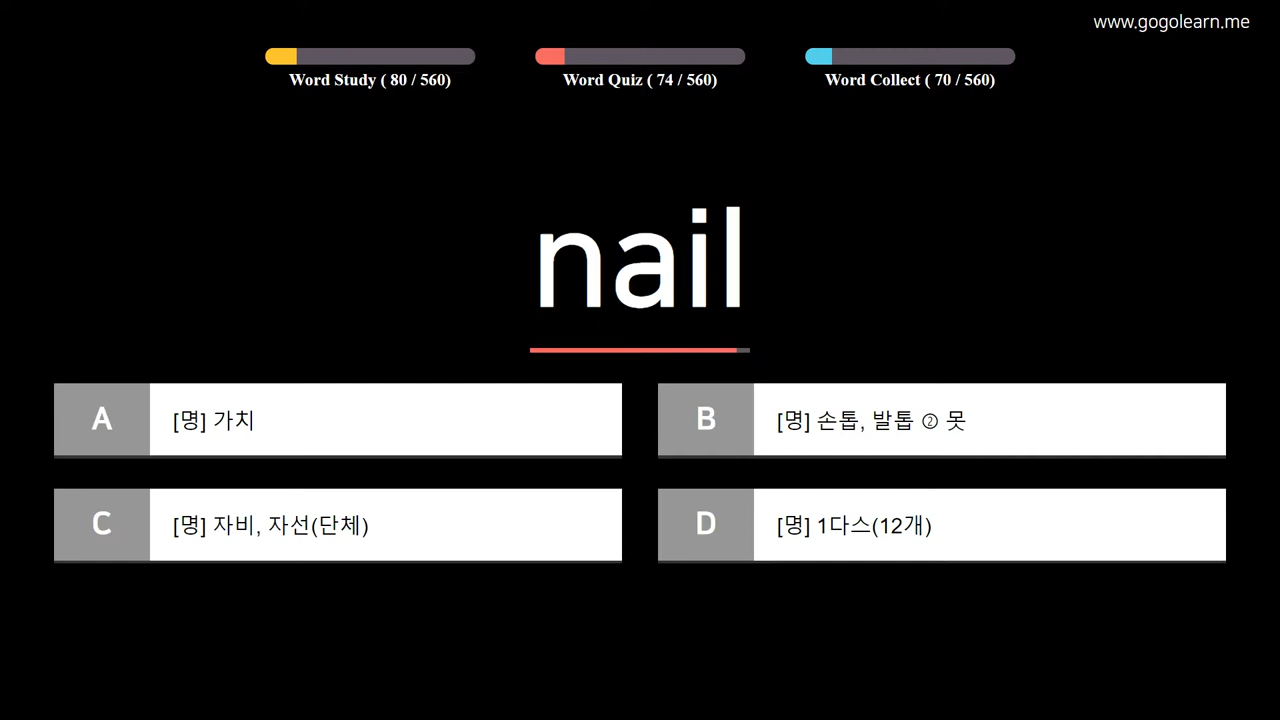 www.gogolearn.me
Word Study ( 80 / 560)
Word Quiz ( 74 / 560)
Word Collect ( 70 / 560)
nail
A [명] 가치
B [명] 손톱, 발톱 ② 못
C [명] 자비, 자선(단체)
D [명] 1다스(12개)